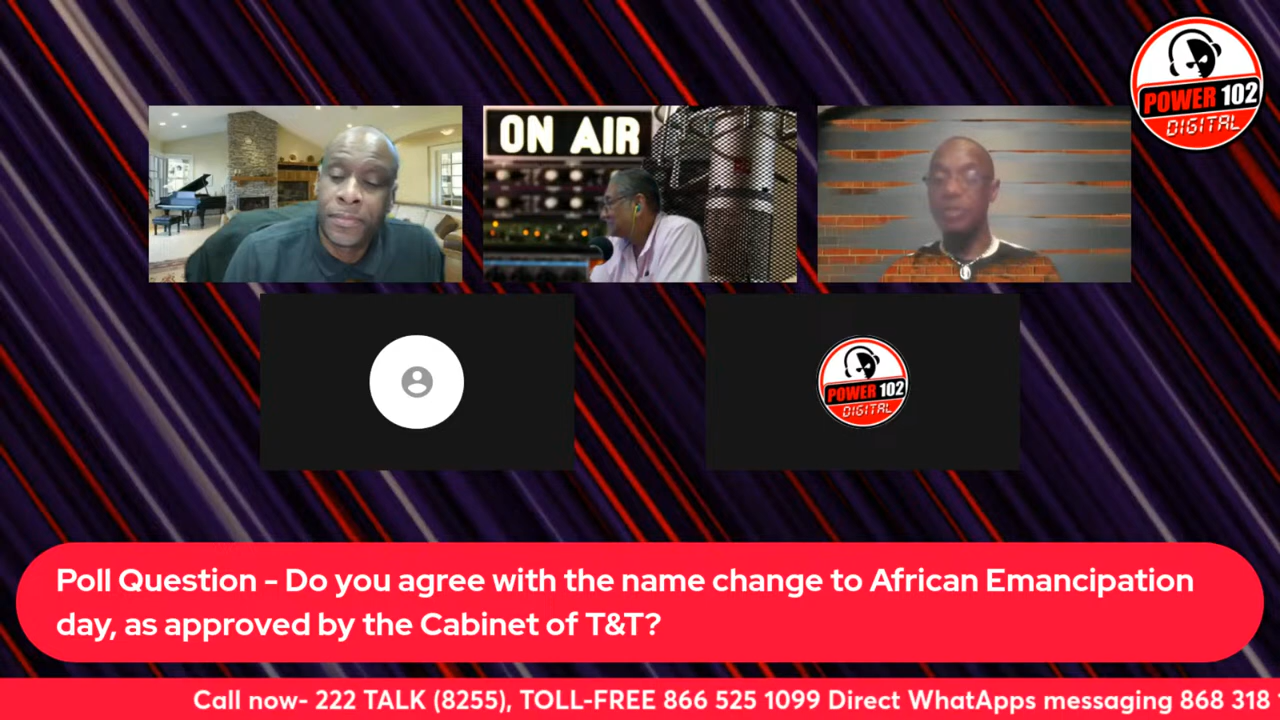 POWER 102
DIGITAL
ON AIR
POWER 102
DIGITAL
Poll Question - Do you agree with the name change to African Emancipation
day, as approved by the Cabinet of T&T?
Call now- 222 TALK (8255), TOLL-FREE 866 525 1099 Direct WhatApps messaging 868 318